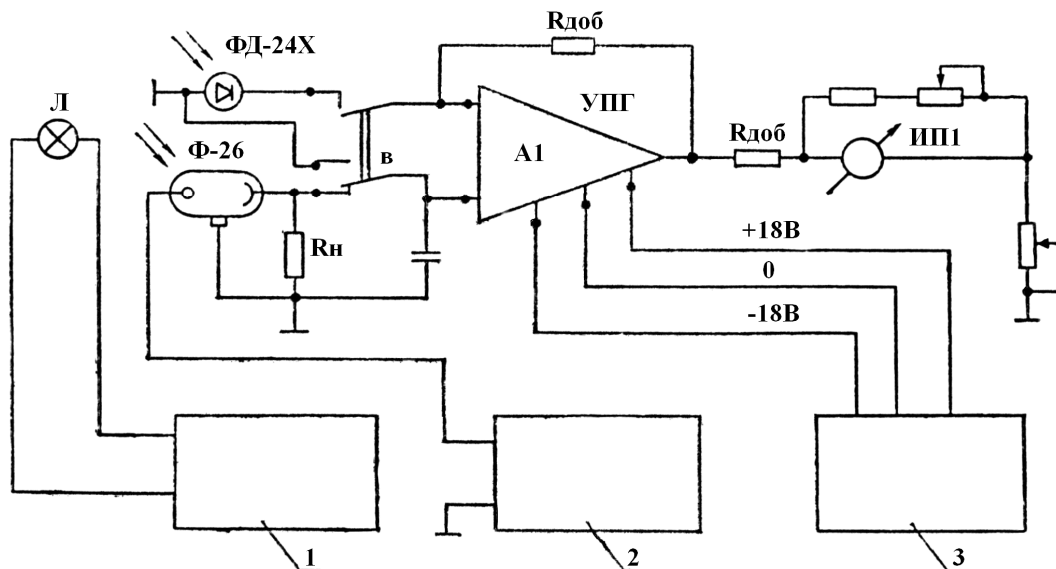 Rдоб
ФД-24Х
УПГ
Л
Rдоб
ИП1
Ф-26
в
А1
Rн
+18В
0
-18В
1
2
3